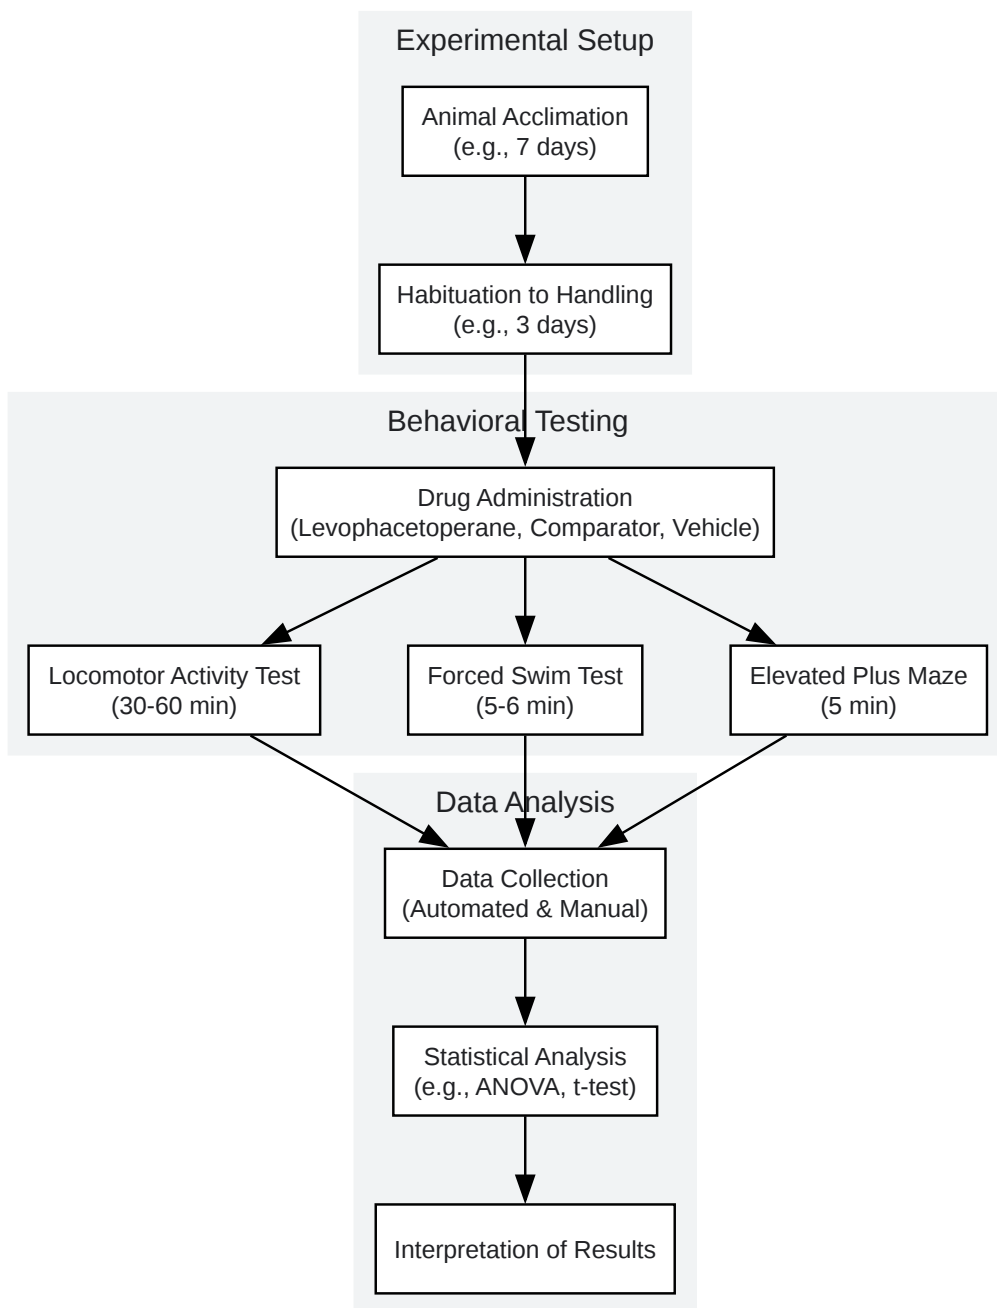 Experimental Setup
Animal Acclimation
(e.g., 7 days)
Habituation to Handling
(e.g., 3 days)
Behavioral Testing
Drug Administration
(Levophacetoperane, Comparator, Vehicle)
Locomotor Activity Test
(30-60 min)
Forced Swim Test
(5-6 min)
Elevated Plus Maze
(5 min)
Data Analysis
Data Collection
(Automated & Manual)
Statistical Analysis
(e.g., ANOVA, t-test)
Interpretation of Results